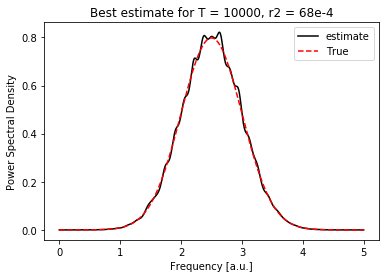 Best estimate for T = 10000, r2 = 68e-4
estimate
True
Power Spectral Density
0.8
0.6
0.4
0.2
0.0
0 1 2 3 4 5
Frequency [a.u.]